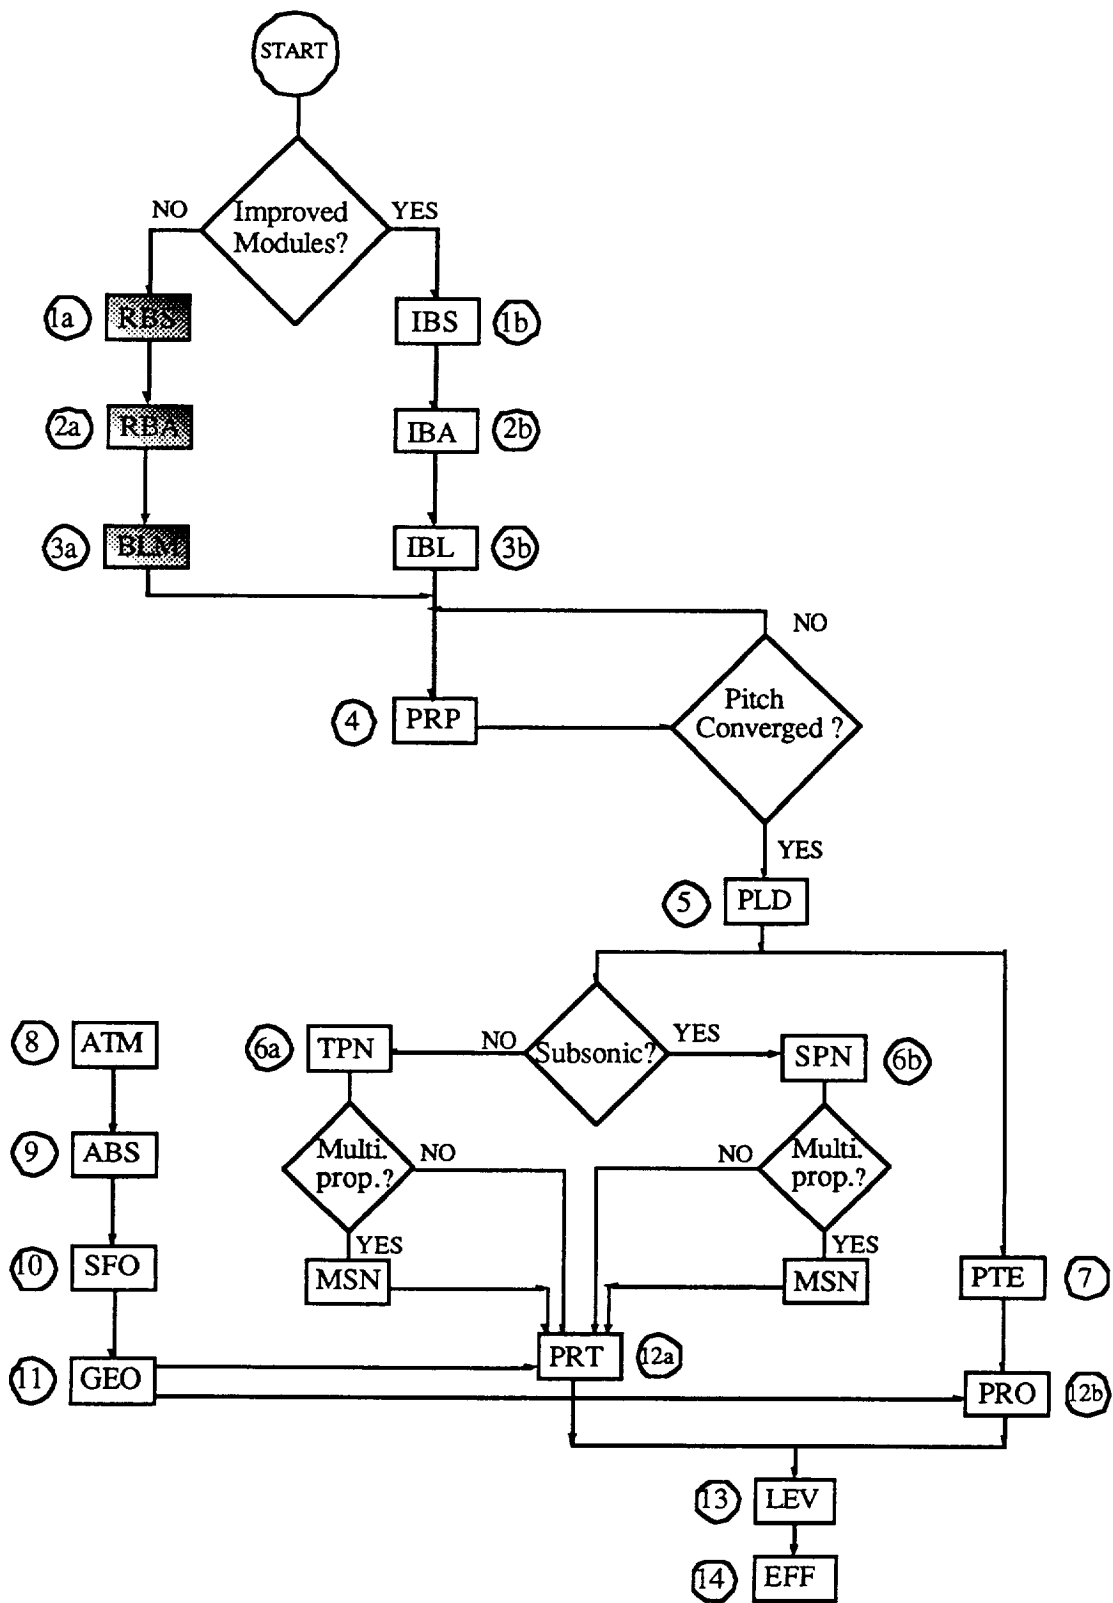 START
Improved
Modules?
NO
YES
1a
RBS
IBS
1b
2a
RBA
IBA
2b
3a
BLM
IBL
3b
NO
4
PRP
Pitch
Converged ?
YES
5
PLD
8
ATM
6a
TPN
NO
Subsonic?
YES
SPN
6b
9
ABS
Multi.
prop.?
NO
NO
Multi.
prop.?
10
SFO
YES
MSN
YES
MSN
PTE
7
11
GEO
PRT
12a
PRO
12b
13
LEV
14
EFF